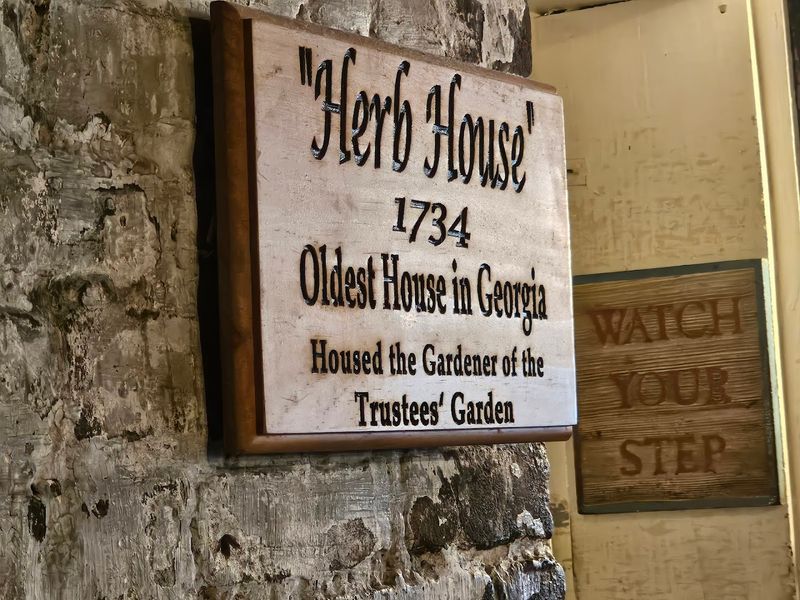 "Herb House"
1734
Oldest House in Georgia
Housed the Gardener of the
Trustees' Garden
WATCH
YOUR
STEP